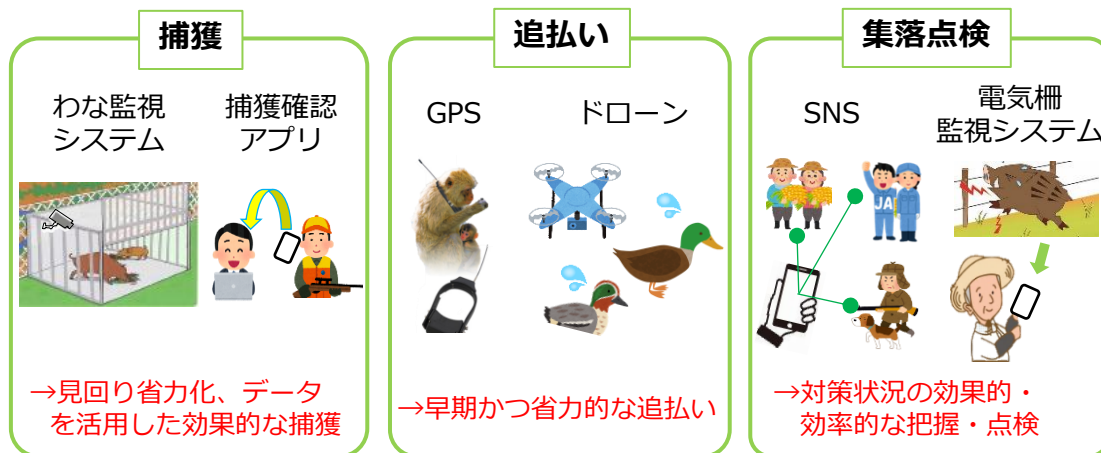 捕獲
わな監視
システム
捕獲確認
アプリ
→見回り省力化、データ
を活用した効果的な捕獲
追払い
GPS
ドローン
→早期かつ省力的な追払い
集落点検
SNS
電気柵
監視システム
JA
→対策状況の効果的・
効率的な把握・点検